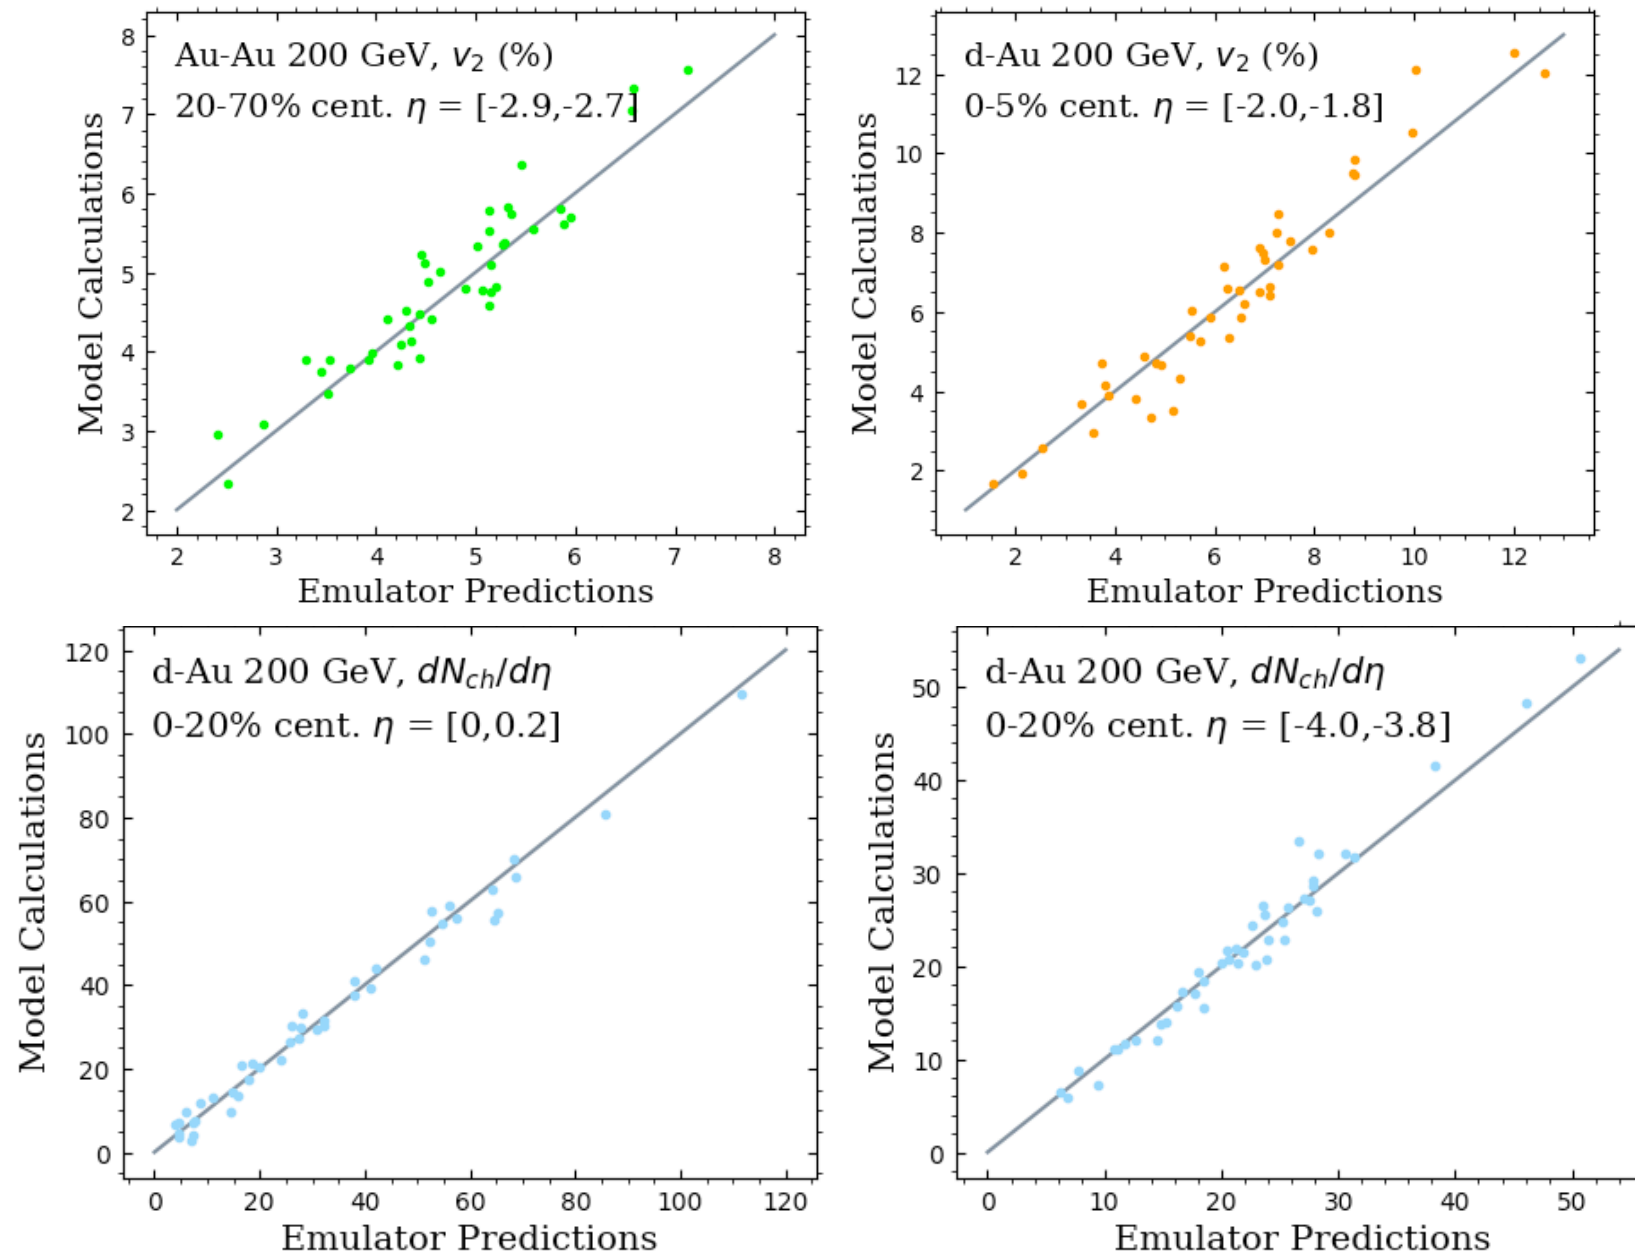 Au-Au 200 GeV, v₂ (%)
20-70% cent. η = [-2.9,-2.7]
8
7
6
5
4
3
2
Model Calculations
2 3 4 5 6 7 8
Emulator Predictions
d-Au 200 GeV, v₂ (%)
0-5% cent. η = [-2.0,-1.8]
12
10
8
6
4
2
Model Calculations
2 4 6 8 10 12
Emulator Predictions
d-Au 200 GeV, dN_ch/dη
0-20% cent. η = [0,0.2]
120
100
80
60
40
20
0
Model Calculations
0 20 40 60 80 100 120
Emulator Predictions
d-Au 200 GeV, dN_ch/dη
0-20% cent. η = [-4.0,-3.8]
50
40
30
20
10
0
Model Calculations
0 10 20 30 40 50
Emulator Predictions